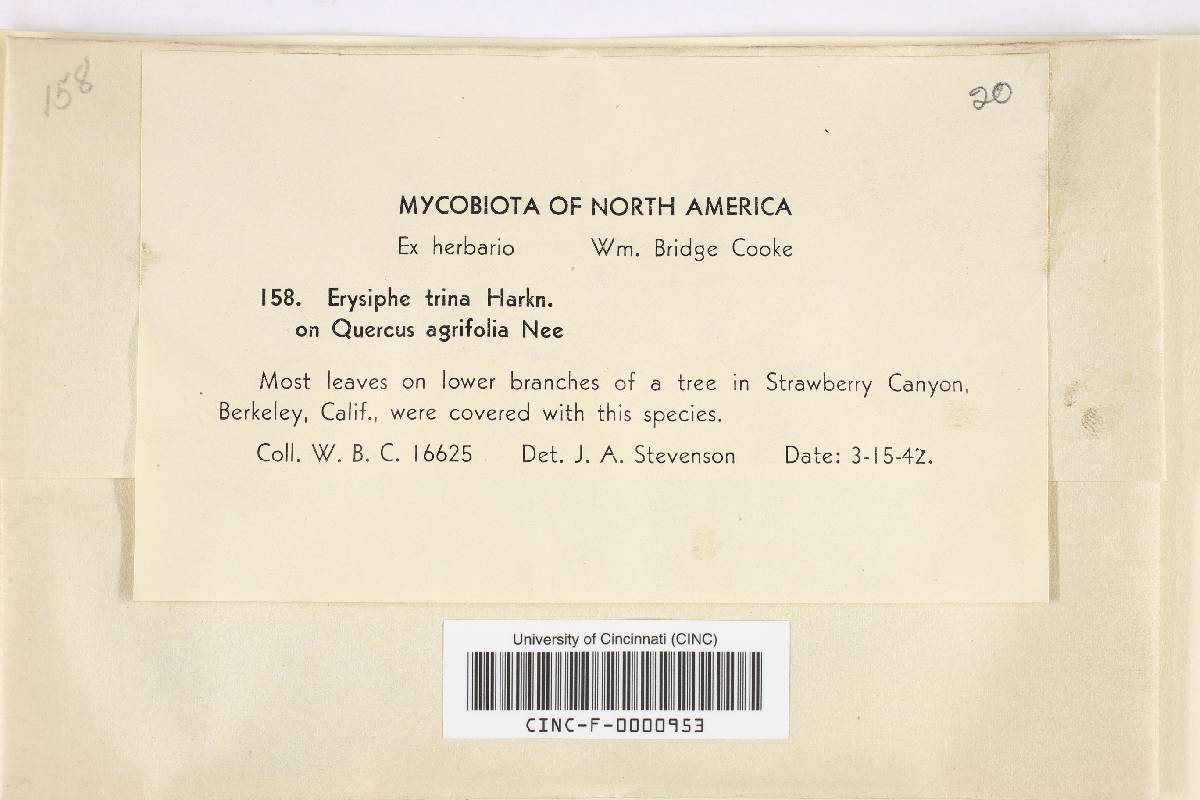 158
20
MYCOBIOTA OF NORTH AMERICA
Ex herbario Wm. Bridge Cooke
158. Erysiphe trina Harkn.
on Quercus agrifolia Nee
Most leaves on lower branches of a tree in Strawberry Canyon,
Berkeley, Calif., were covered with this species.
Coll. W. B. C. 16625 Det. J. A. Stevenson Date: 3-15-42.
University of Cincinnati (CINC)
CINC-F-0000953